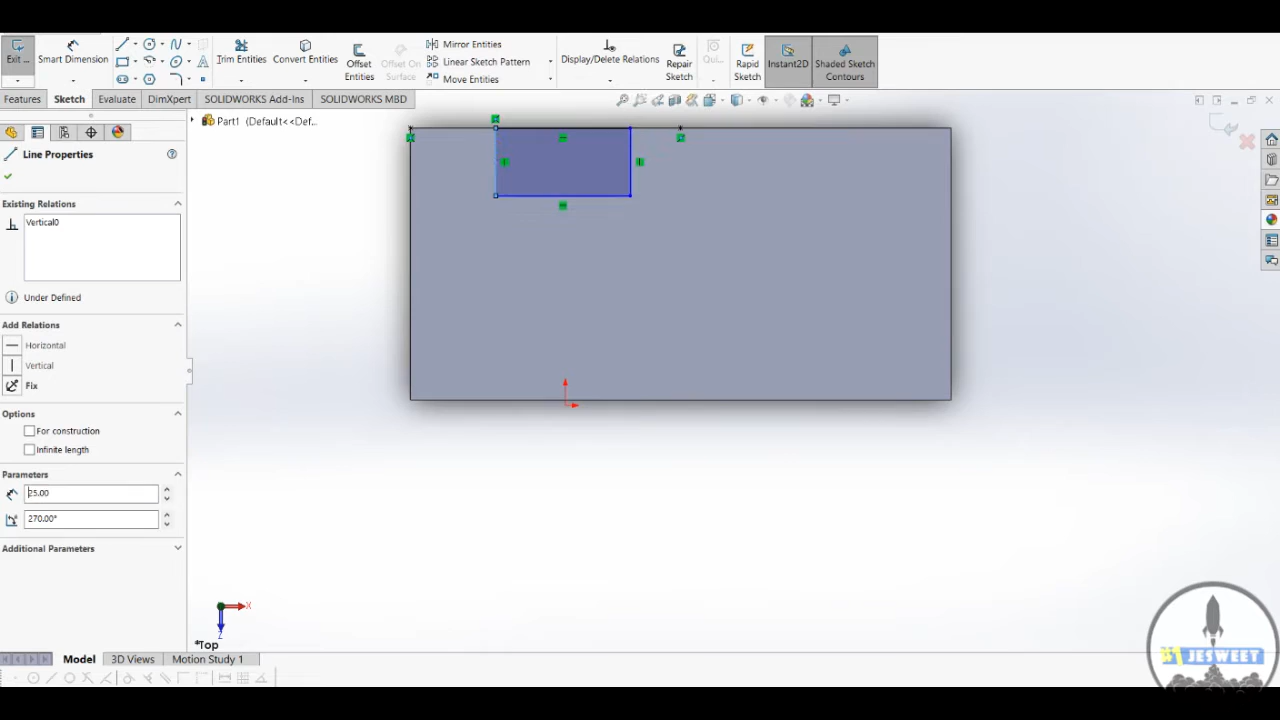 Exit ...
Smart Dimension
Trim Entities
Convert Entities
Offset Entities
Offset On Surface
Mirror Entities
Linear Sketch Pattern
Move Entities
Display/Delete Relations
Repair Sketch
Qui...
Rapid Sketch
Instant2D
Shaded Sketch Contours
Features
Sketch
Evaluate
DimXpert
SOLIDWORKS Add-Ins
SOLIDWORKS MBD
Part1 (Default<<Def...
Line Properties
Existing Relations
Vertical0
Under Defined
Add Relations
Horizontal
Vertical
Fix
Options
For construction
Infinite length
Parameters
25.00
270.00°
Additional Parameters
X
Z
*Top
Model
3D Views
Motion Study 1
JESWEET